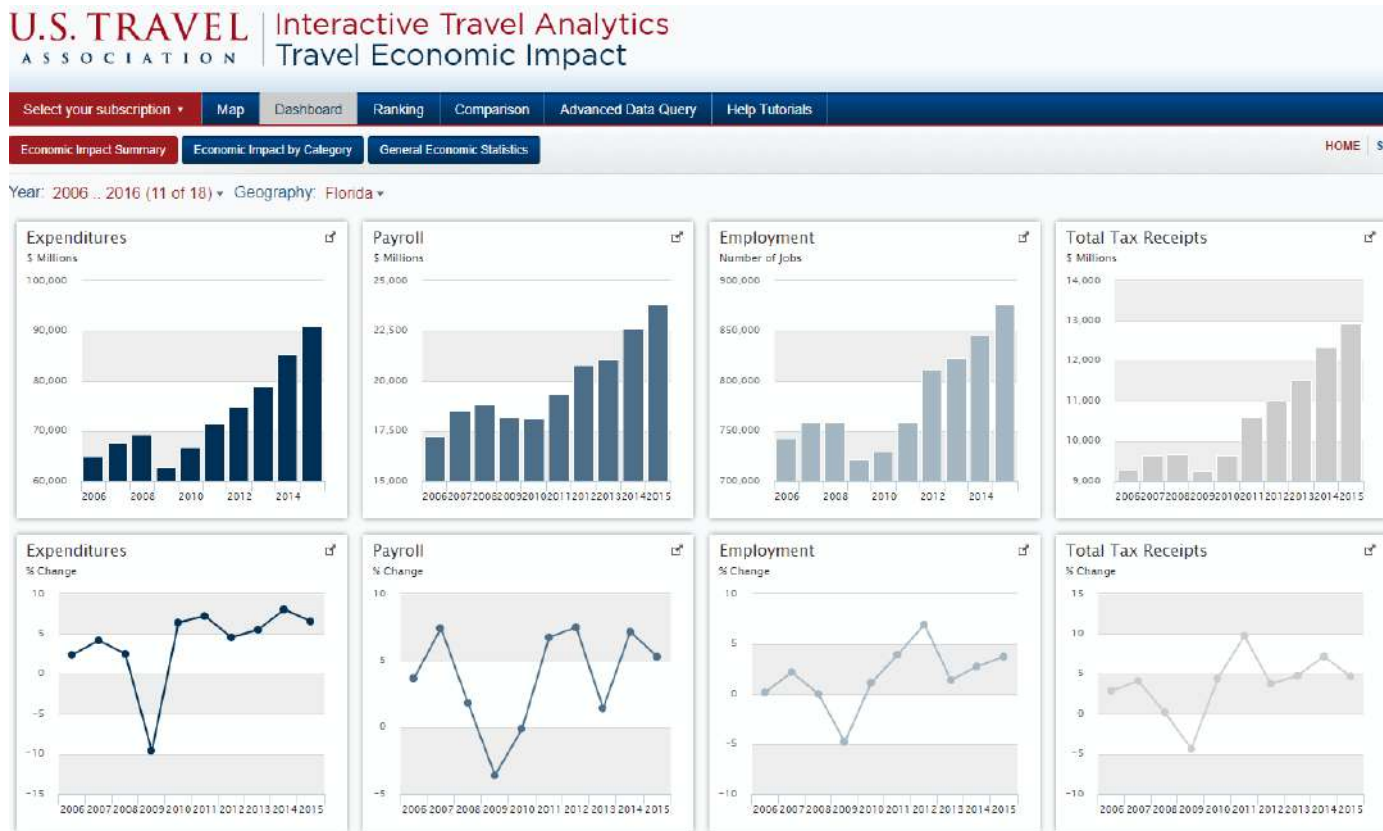 U.S. TRAVEL
ASSOCIATION
Interactive Travel Analytics
Travel Economic Impact
Select your subscription Map Dashboard Ranking Comparison Advanced Data Query Help Tutorials
Economic Impact Summary Economic Impact by Category General Economic Statistics HOME S
Year: 2006 .. 2016 (11 of 18) Geography: Florida
Expenditures
$ Millions
100,000
90,000
80,000
70,000
60,000
2006 2008 2010 2012 2014
Payroll
$ Millions
25,000
22,500
20,000
17,500
15,000
2006 2007 2008 2009 2010 2011 2012 2013 2014 2015
Employment
Number of Jobs
900,000
850,000
800,000
750,000
700,000
2006 2008 2010 2012 2014
Total Tax Receipts
$ Millions
14,000
13,000
12,000
11,000
10,000
9,000
2006 2007 2008 2009 2010 2011 2012 2013 2014 2015
Expenditures
% Change
10
5
0
-5
-10
-15
2006 2007 2008 2009 2010 2011 2012 2013 2014 2015
Payroll
% Change
10
5
0
-5
2006 2007 2008 2009 2010 2011 2012 2013 2014 2015
Employment
% Change
10
5
0
-5
-10
2006 2007 2008 2009 2010 2011 2012 2013 2014 2015
Total Tax Receipts
% Change
15
10
5
0
-5
-10
2006 2007 2008 2009 2010 2011 2012 2013 2014 2015